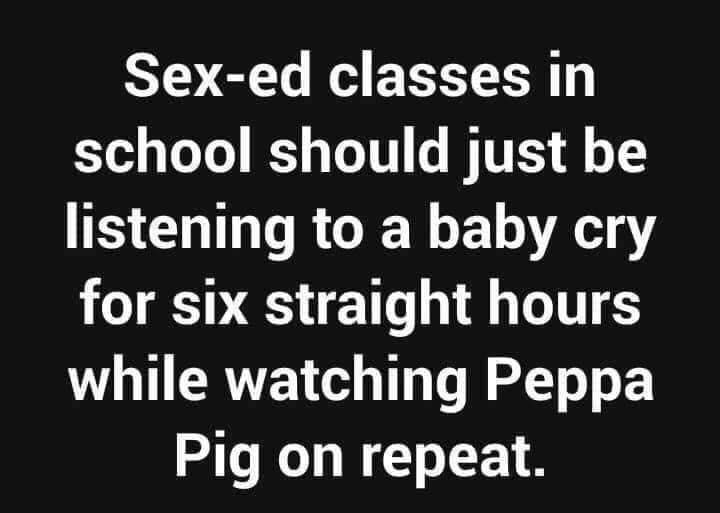 Sex-ed classes in
school should just be
listening to a baby cry
for six straight hours
while watching Peppa
Pig on repeat.